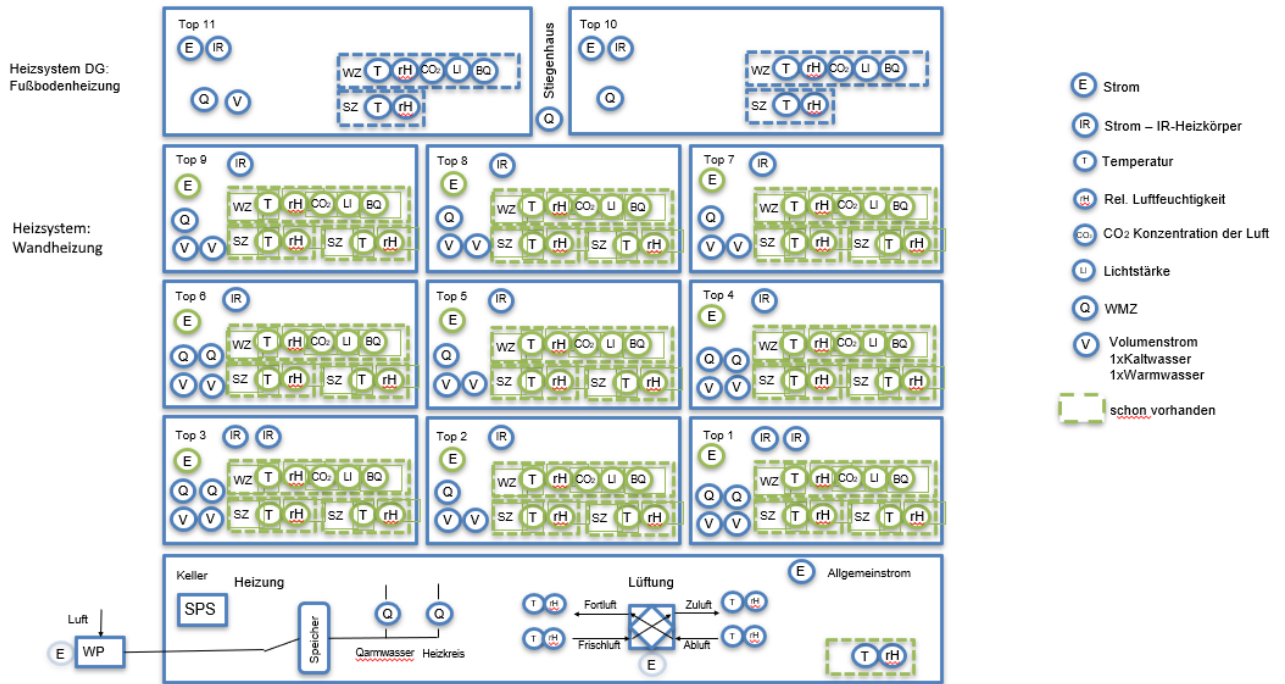 Top 11
E IR
Q V
WZ T rH CO₂ LI BQ
SZ T rH
Stiegenhaus
Q
Top 10
E IR
Q
WZ T rH CO₂ LI BQ
SZ T rH
Heizsystem DG:
Fußbodenheizung
Top 9 IR
E
Q
V V
WZ T rH CO₂ LI BQ
SZ T rH SZ T rH
Top 8 IR
E
Q
V V
WZ T rH CO₂ LI BQ
SZ T rH SZ T rH
Top 7 IR
E
Q
V V
WZ T rH CO₂ LI BQ
SZ T rH SZ T rH
Heizsystem:
Wandheizung
Top 6 IR
E
Q Q
V V
WZ T rH CO₂ LI BQ
SZ T rH SZ T rH
Top 5 IR
E
Q
V V
WZ T rH CO₂ LI BQ
SZ T rH SZ T rH
Top 4 IR
E
Q Q
V V
WZ T rH CO₂ LI BQ
SZ T rH SZ T rH
Top 3 IR IR
E
Q Q
V V
WZ T rH CO₂ LI BQ
SZ T rH SZ T rH
Top 2 IR
E
Q
V V
WZ T rH CO₂ LI BQ
SZ T rH SZ T rH
Top 1 IR IR
E
Q Q
V V
WZ T rH CO₂ LI BQ
SZ T rH SZ T rH
Keller
Heizung
SPS
Luft
E WP
Speicher
Q Q
Qarmwasser Heizkreis
Lüftung
T rH Fortluft Zuluft T rH
T rH Frischluft Abluft T rH
E
E Allgemeinstrom
T rH
E Strom
IR Strom – IR-Heizkörper
T Temperatur
rH Rel. Luftfeuchtigkeit
CO₂ CO₂ Konzentration der Luft
LI Lichtstärke
Q WMZ
V Volumenstrom
1xKaltwasser
1xWarmwasser
schon vorhanden